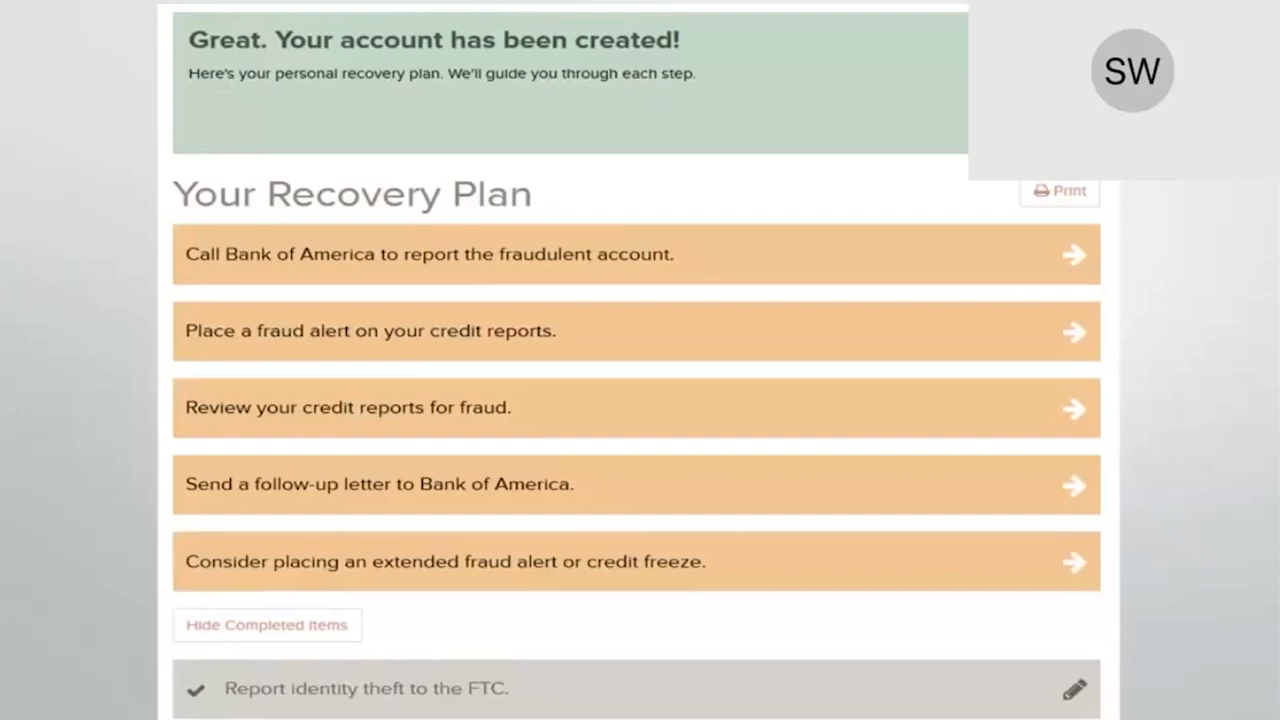 Great. Your account has been created!
Here's your personal recovery plan. We'll guide you through each step.
SW
Your Recovery Plan
Print
Call Bank of America to report the fraudulent account.
Place a fraud alert on your credit reports.
Review your credit reports for fraud.
Send a follow-up letter to Bank of America.
Consider placing an extended fraud alert or credit freeze.
Hide Completed Items
Report identity theft to the FTC.